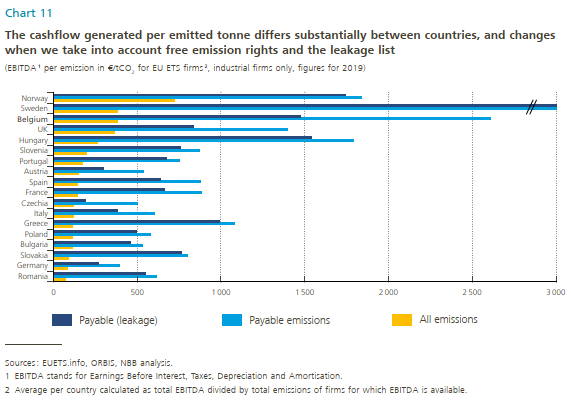 Chart 11
The cashflow generated per emitted tonne differs substantially between countries, and changes
when we take into account free emission rights and the leakage list
(EBITDA¹ per emission in €/tCO₂ for EU ETS firms², industrial firms only, figures for 2019)
Norway
Sweden
Belgium
UK
Hungary
Slovenia
Portugal
Austria
Spain
France
Czechia
Italy
Greece
Poland
Bulgaria
Slovakia
Germany
Romania
0 500 1 000 1 500 2 000 2 500 3 000
Payable (leakage) Payable emissions All emissions
Sources: EUETS.info, ORBIS, NBB analysis.
1 EBITDA stands for Earnings Before Interest, Taxes, Depreciation and Amortisation.
2 Average per country calculated as total EBITDA divided by total emissions of firms for which EBITDA is available.